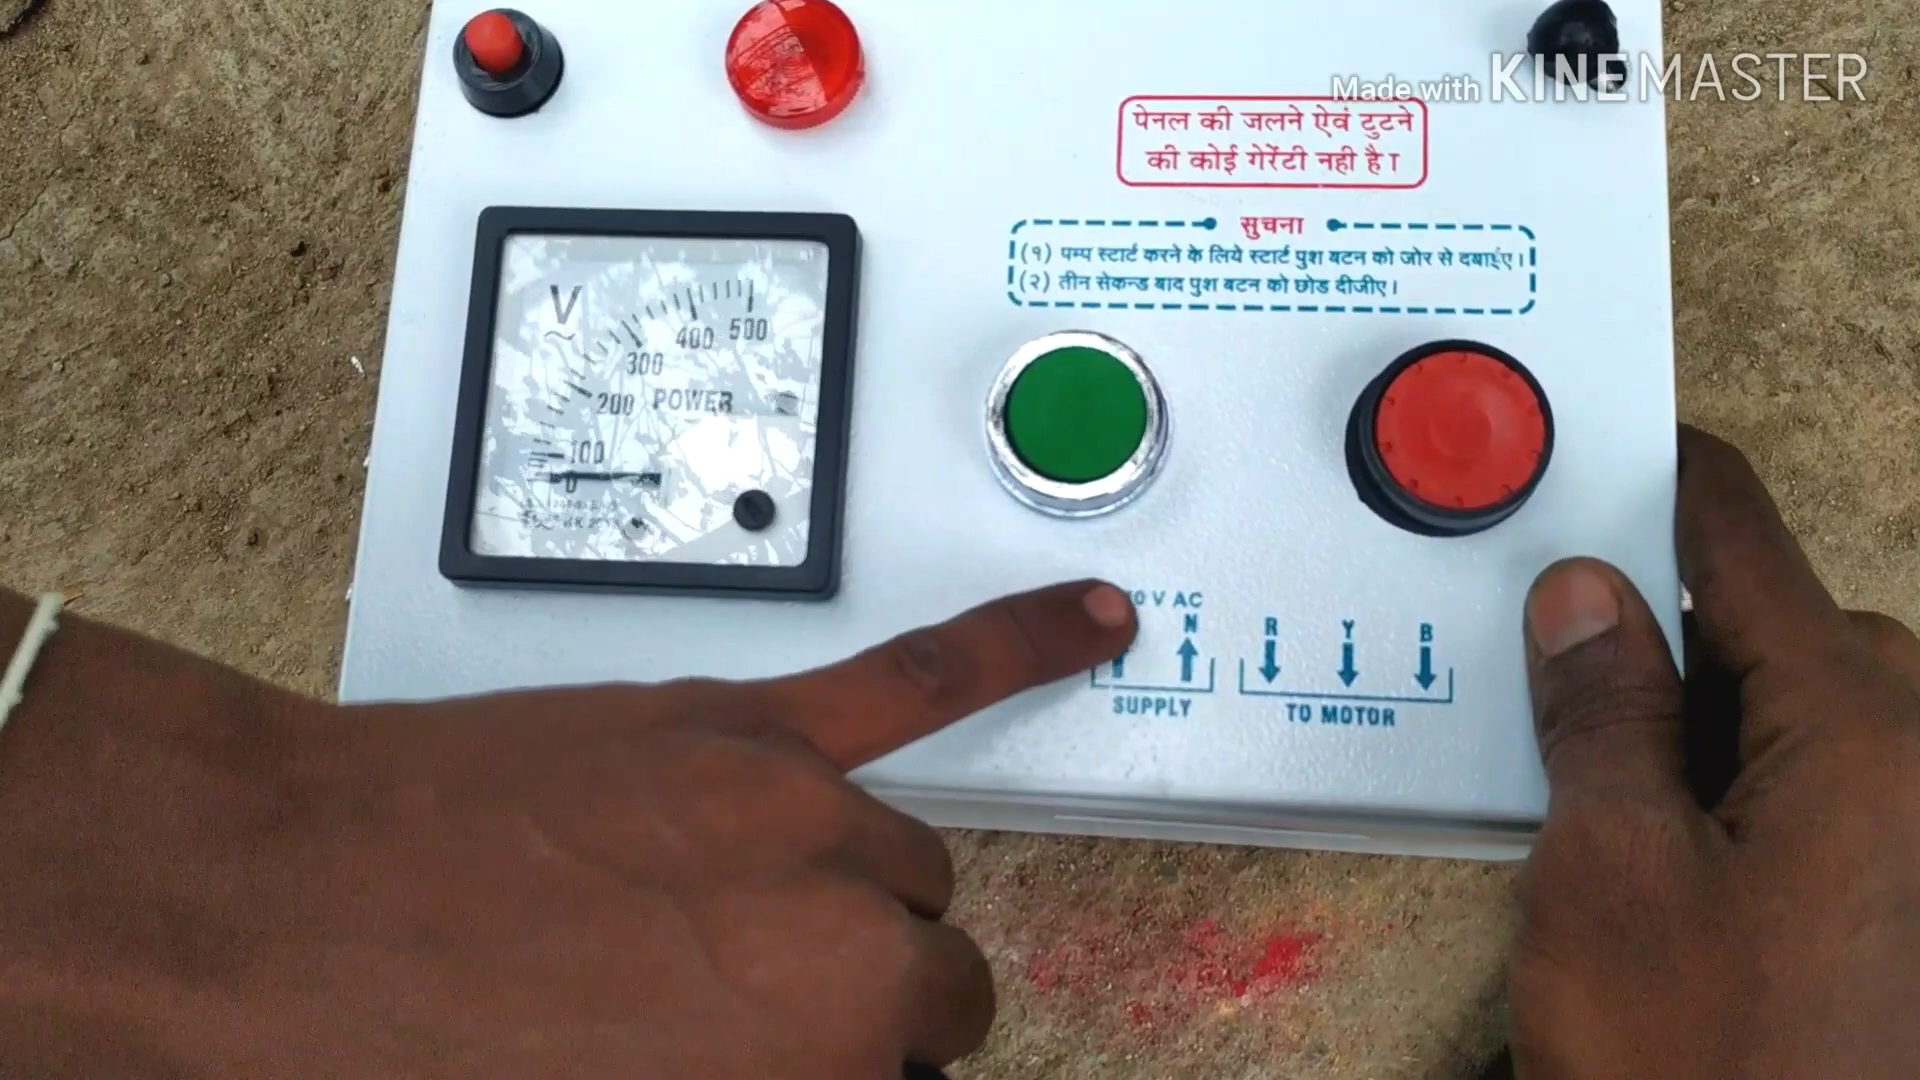 Made with KINEMASTER
पेनल की जलने ऐवं टुटने
की कोई गेरेंटी नही है।
सुचना
(१) पम्प स्टार्ट करने के लिये स्टार्ट पुश बटन को जोर से दबाईए।
(२) तीन सेकन्ड बाद पुश बटन को छोड दीजीए।
V
500
400
300
200 POWER
100
0
V AC
N R Y B
SUPPLY TO MOTOR